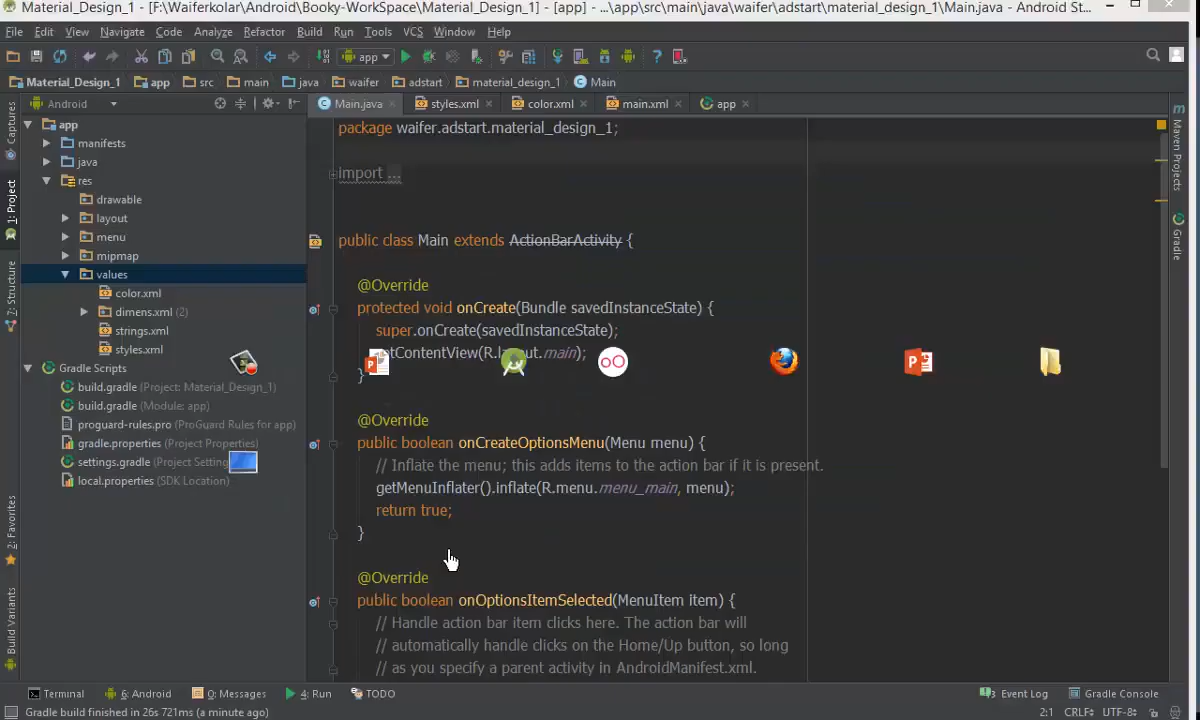 Material_Design_1 - [F:\Waiferkolar\Android\Booky-WorkSpace\Material_Design_1] - [app] - ...\app\src\main\java\waifer\adstart\material_design_1\Main.java - Android St...
File Edit View Navigate Code Analyze Refactor Build Run Tools VCS Window Help
app
Material_Design_1 app src main java waifer adstart material_design_1 Main
Android
Main.java styles.xml color.xml main.xml app
Captures
1: Project
7: Structure
2: Favorites
Build Variants
app
manifests
java
res
drawable
layout
menu
mipmap
values
color.xml
dimens.xml (2)
strings.xml
styles.xml
Gradle Scripts
build.gradle (Project: Material_Design_1)
build.gradle (Module: app)
proguard-rules.pro (ProGuard Rules for app)
gradle.properties (Project Properties)
settings.gradle (Project Setting
local.properties (SDK Location)
package waifer.adstart.material_design_1;
import ...
public class Main extends ActionBarActivity {
@Override
protected void onCreate(Bundle savedInstanceState) {
super.onCreate(savedInstanceState);
etContentView(R.layout.main);
}
@Override
public boolean onCreateOptionsMenu(Menu menu) {
// Inflate the menu; this adds items to the action bar if it is present.
getMenuInflater().inflate(R.menu.menu_main, menu);
return true;
}
@Override
public boolean onOptionsItemSelected(MenuItem item) {
// Handle action bar item clicks here. The action bar will
// automatically handle clicks on the Home/Up button, so long
// as you specify a parent activity in AndroidManifest.xml.
Maven Projects
Gradle
Terminal 6: Android 0: Messages 4: Run TODO Event Log Gradle Console
Gradle build finished in 26s 721ms (a minute ago) 2:1 CRLF÷ UTF-8÷